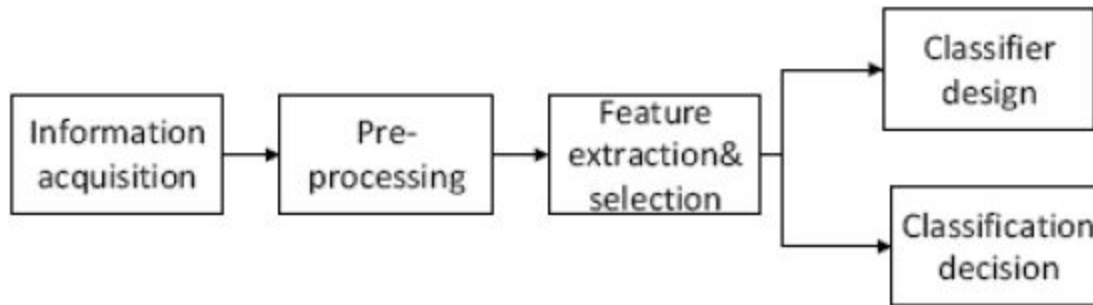 Information
acquisition
Pre-
processing
Feature
extraction&
selection
Classifier
design
Classification
decision